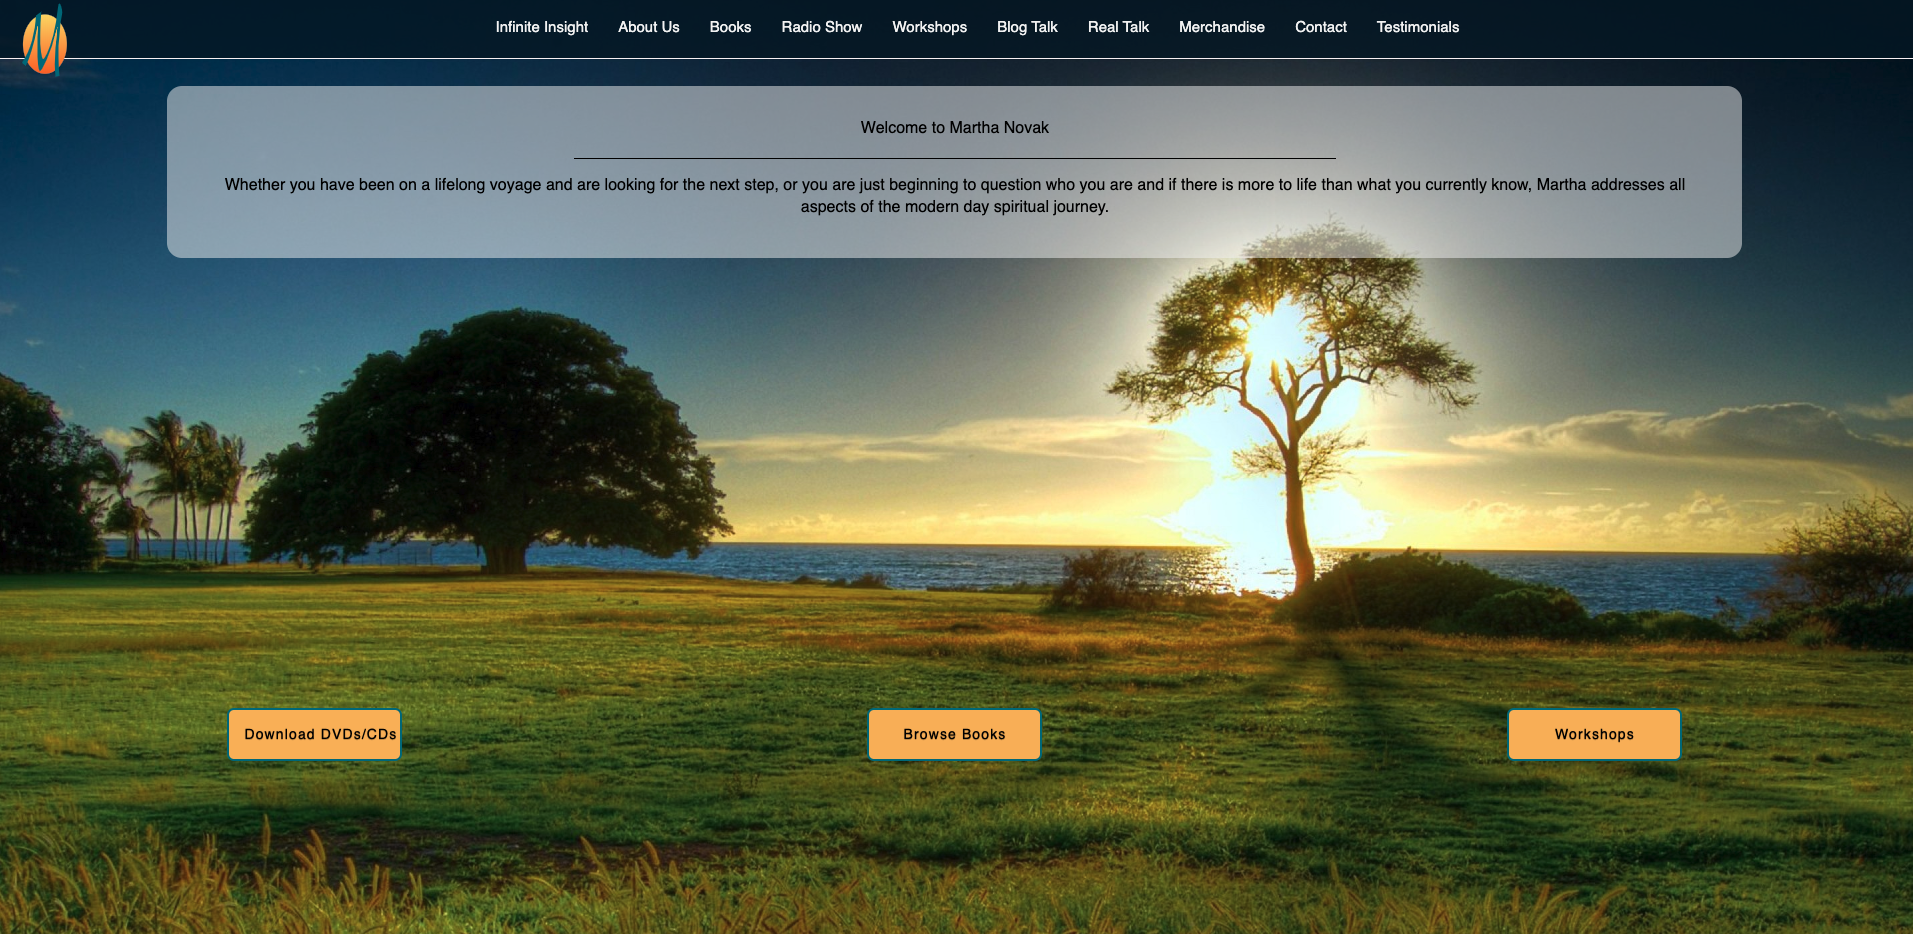 M
Infinite Insight About Us Books Radio Show Workshops Blog Talk Real Talk Merchandise Contact Testimonials
Welcome to Martha Novak
Whether you have been on a lifelong voyage and are looking for the next step, or you are just beginning to question who you are and if there is more to life than what you currently know, Martha addresses all
aspects of the modern day spiritual journey.
Download DVDs/CDs Browse Books Workshops